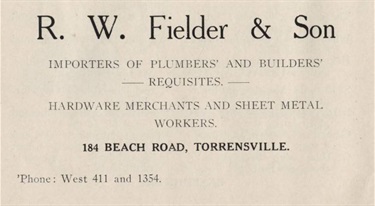 R. W. Fielder & Son
IMPORTERS OF PLUMBERS' AND BUILDERS'
— REQUISITES. —
HARDWARE MERCHANTS AND SHEET METAL
WORKERS.
184 BEACH ROAD, TORRENSVILLE.
'Phone: West 411 and 1354.